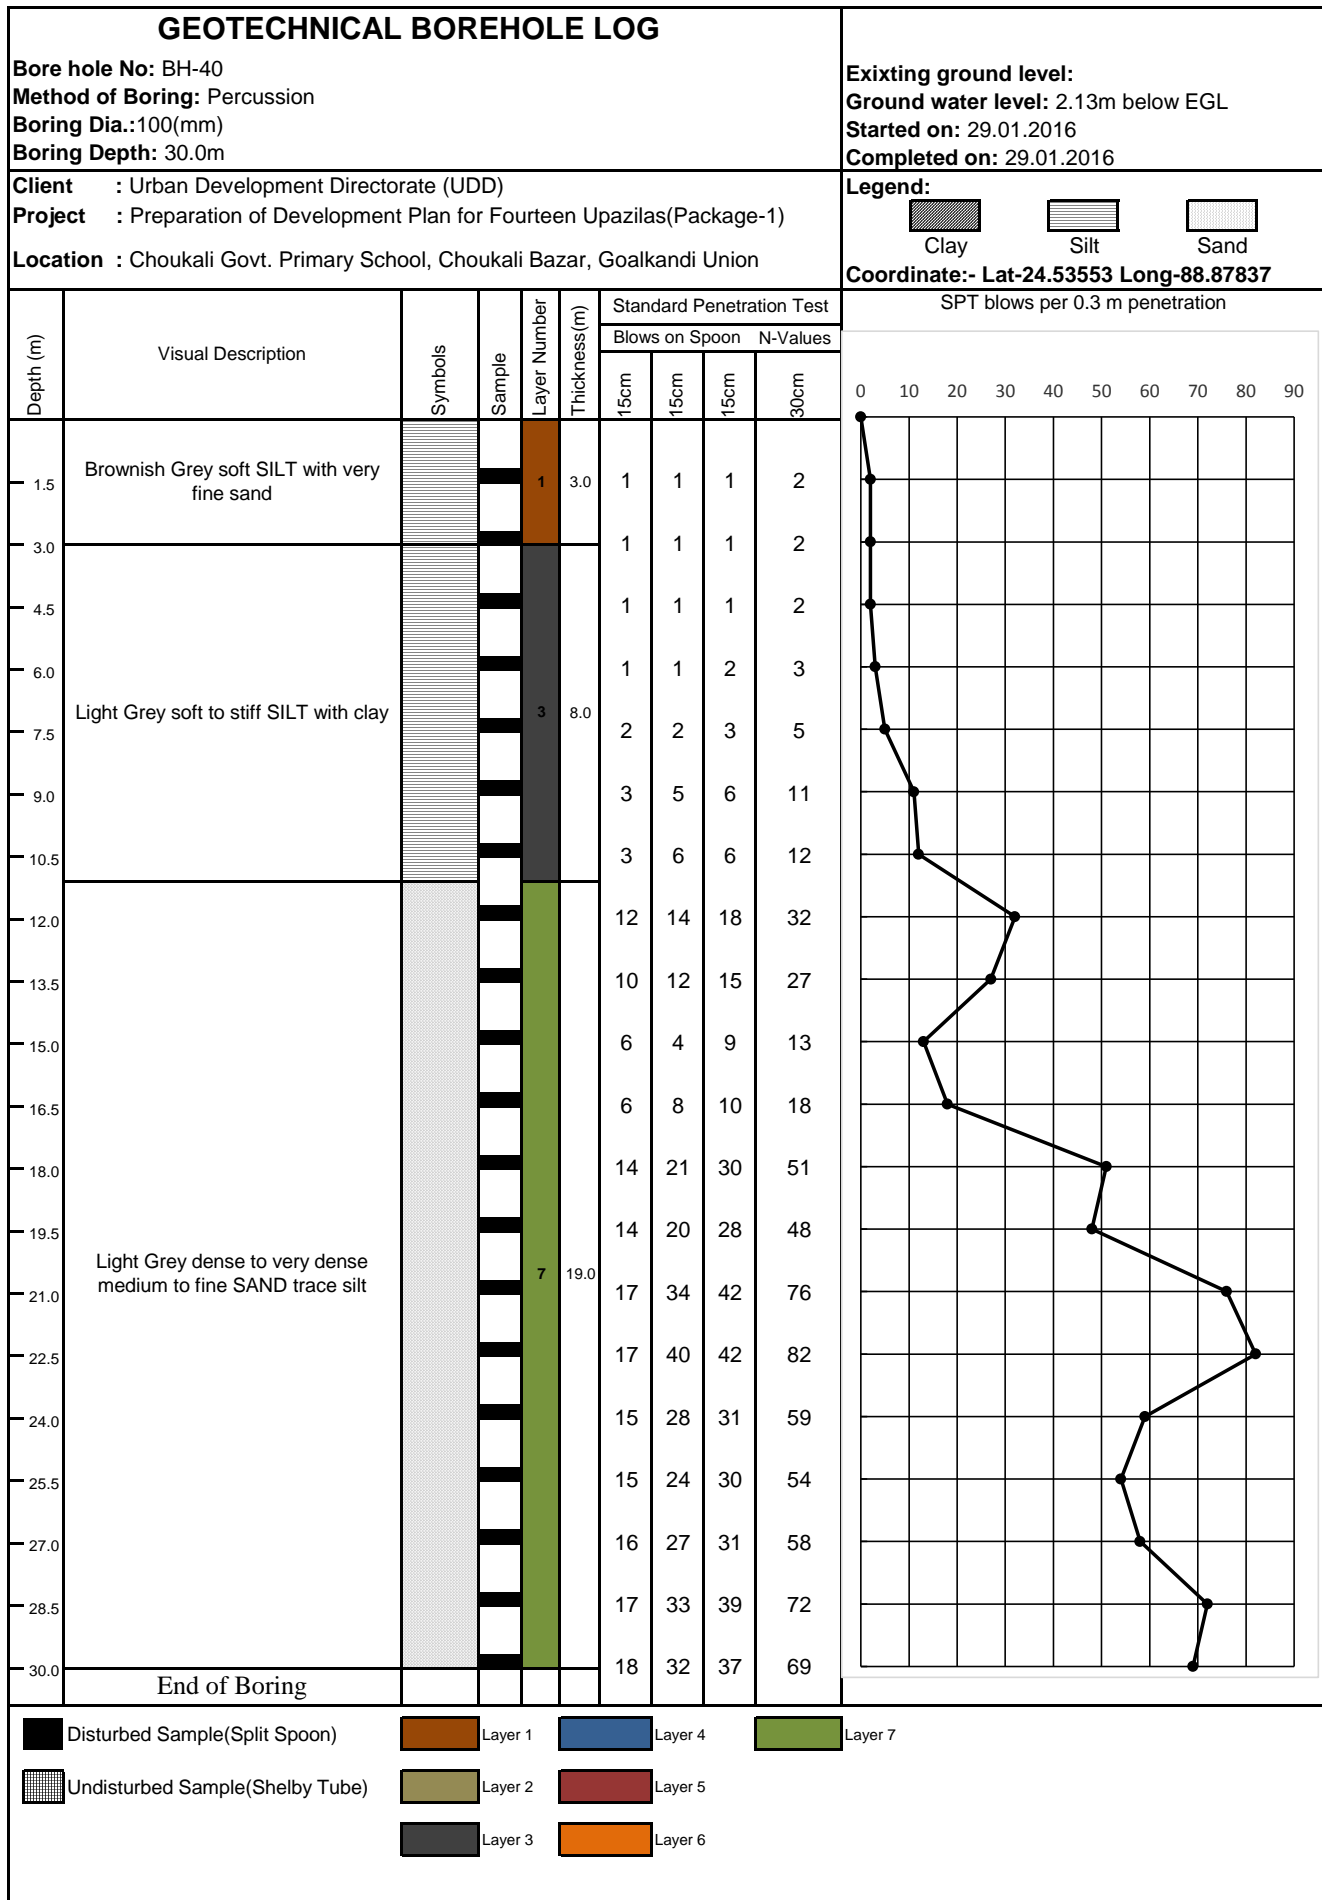 GEOTECHNICAL BOREHOLE LOG
Bore hole No: BH-40
Method of Boring: Percussion
Boring Dia.:100(mm)
Boring Depth: 30.0m
Exixting ground level:
Ground water level: 2.13m below EGL
Started on: 29.01.2016
Completed on: 29.01.2016
Client : Urban Development Directorate (UDD)
Project : Preparation of Development Plan for Fourteen Upazilas(Package-1)
Location : Choukali Govt. Primary School, Choukali Bazar, Goalkandi Union
Legend:
Clay Silt Sand
Coordinate:- Lat-24.53553 Long-88.87837
Depth (m)
Visual Description
Symbols
Sample
Layer Number
Thickness(m)
Standard Penetration Test
Blows on Spoon N-Values
15cm 15cm 15cm 30cm
SPT blows per 0.3 m penetration
0 10 20 30 40 50 60 70 80 90
Brownish Grey soft SILT with very
fine sand
1 3.0
1.5 1 1 1 2
3.0 1 1 1 2
4.5 1 1 1 2
6.0 1 1 2 3
Light Grey soft to stiff SILT with clay
3 8.0
7.5 2 2 3 5
9.0 3 5 6 11
10.5 3 6 6 12
12.0 12 14 18 32
13.5 10 12 15 27
15.0 6 4 9 13
16.5 6 8 10 18
18.0 14 21 30 51
19.5 14 20 28 48
Light Grey dense to very dense
medium to fine SAND trace silt
7 19.0
21.0 17 34 42 76
22.5 17 40 42 82
24.0 15 28 31 59
25.5 15 24 30 54
27.0 16 27 31 58
28.5 17 33 39 72
30.0 18 32 37 69
End of Boring
Disturbed Sample(Split Spoon) Layer 1 Layer 4 Layer 7
Undisturbed Sample(Shelby Tube) Layer 2 Layer 5
Layer 3 Layer 6